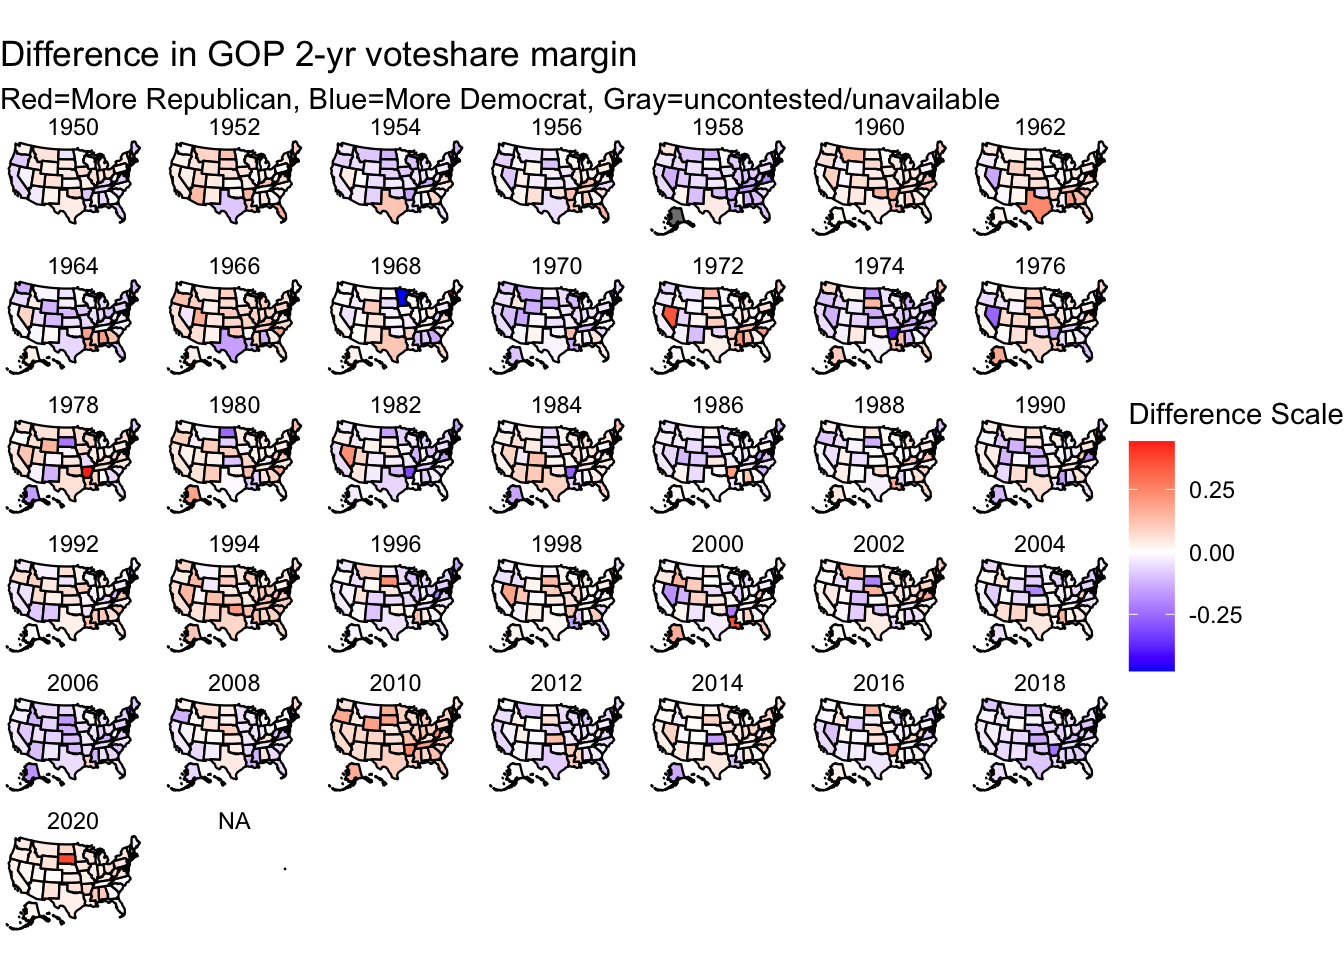 Difference in GOP 2-yr voteshare margin
Red=More Republican, Blue=More Democrat, Gray=uncontested/unavailable
1950 1952 1954 1956 1958 1960 1962
1964 1966 1968 1970 1972 1974 1976
1978 1980 1982 1984 1986 1988 1990
Difference Scale
0.25
0.00
-0.25
1992 1994 1996 1998 2000 2002 2004
2006 2008 2010 2012 2014 2016 2018
2020 NA